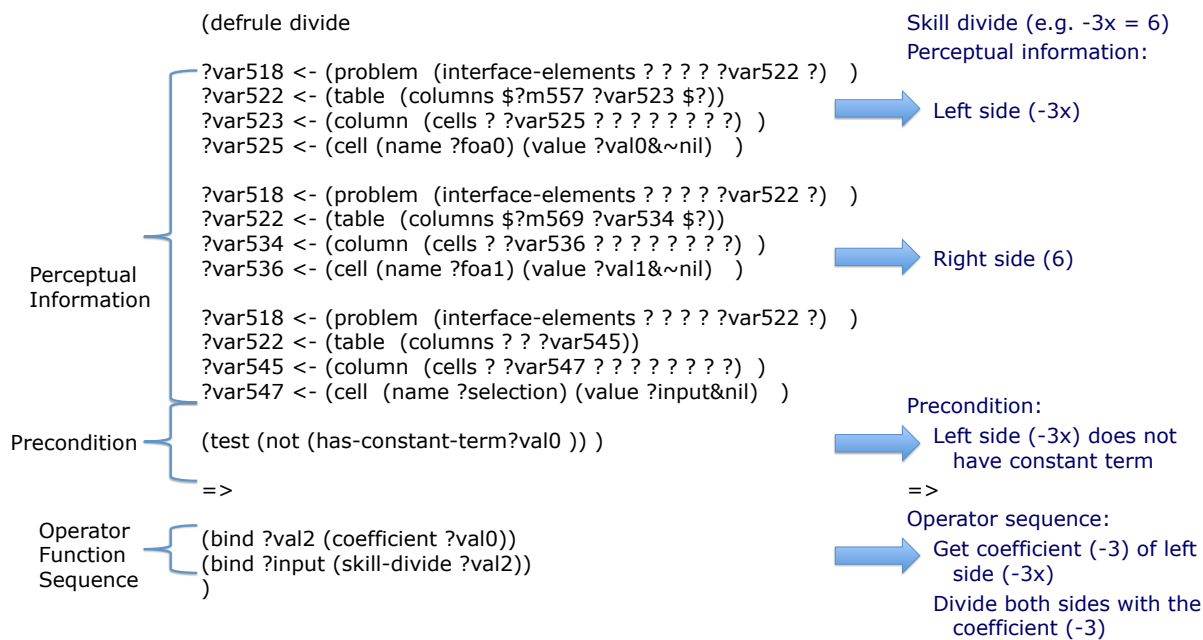 (defrule divide
Skill divide (e.g. -3x = 6)
Perceptual information:
?var518 <- (problem (interface-elements ? ? ? ? ?var522 ?) )
?var522 <- (table (columns $?m557 ?var523 $?))
?var523 <- (column (cells ? ?var525 ? ? ? ? ? ? ? ?) )
?var525 <- (cell (name ?foa0) (value ?val0&~nil) )
Left side (-3x)
?var518 <- (problem (interface-elements ? ? ? ? ?var522 ?) )
?var522 <- (table (columns $?m569 ?var534 $?))
?var534 <- (column (cells ? ?var536 ? ? ? ? ? ? ? ?) )
?var536 <- (cell (name ?foa1) (value ?val1&~nil) )
Right side (6)
Perceptual
Information
?var518 <- (problem (interface-elements ? ? ? ? ?var522 ?) )
?var522 <- (table (columns ? ? ?var545))
?var545 <- (column (cells ? ?var547 ? ? ? ? ? ? ? ?) )
?var547 <- (cell (name ?selection) (value ?input&nil) )
Precondition
(test (not (has-constant-term?val0 )) )
Precondition:
Left side (-3x) does not
have constant term
=>
=>
Operator
Function
Sequence
(bind ?val2 (coefficient ?val0))
(bind ?input (skill-divide ?val2))
)
Operator sequence:
Get coefficient (-3) of left
side (-3x)
Divide both sides with the
coefficient (-3)